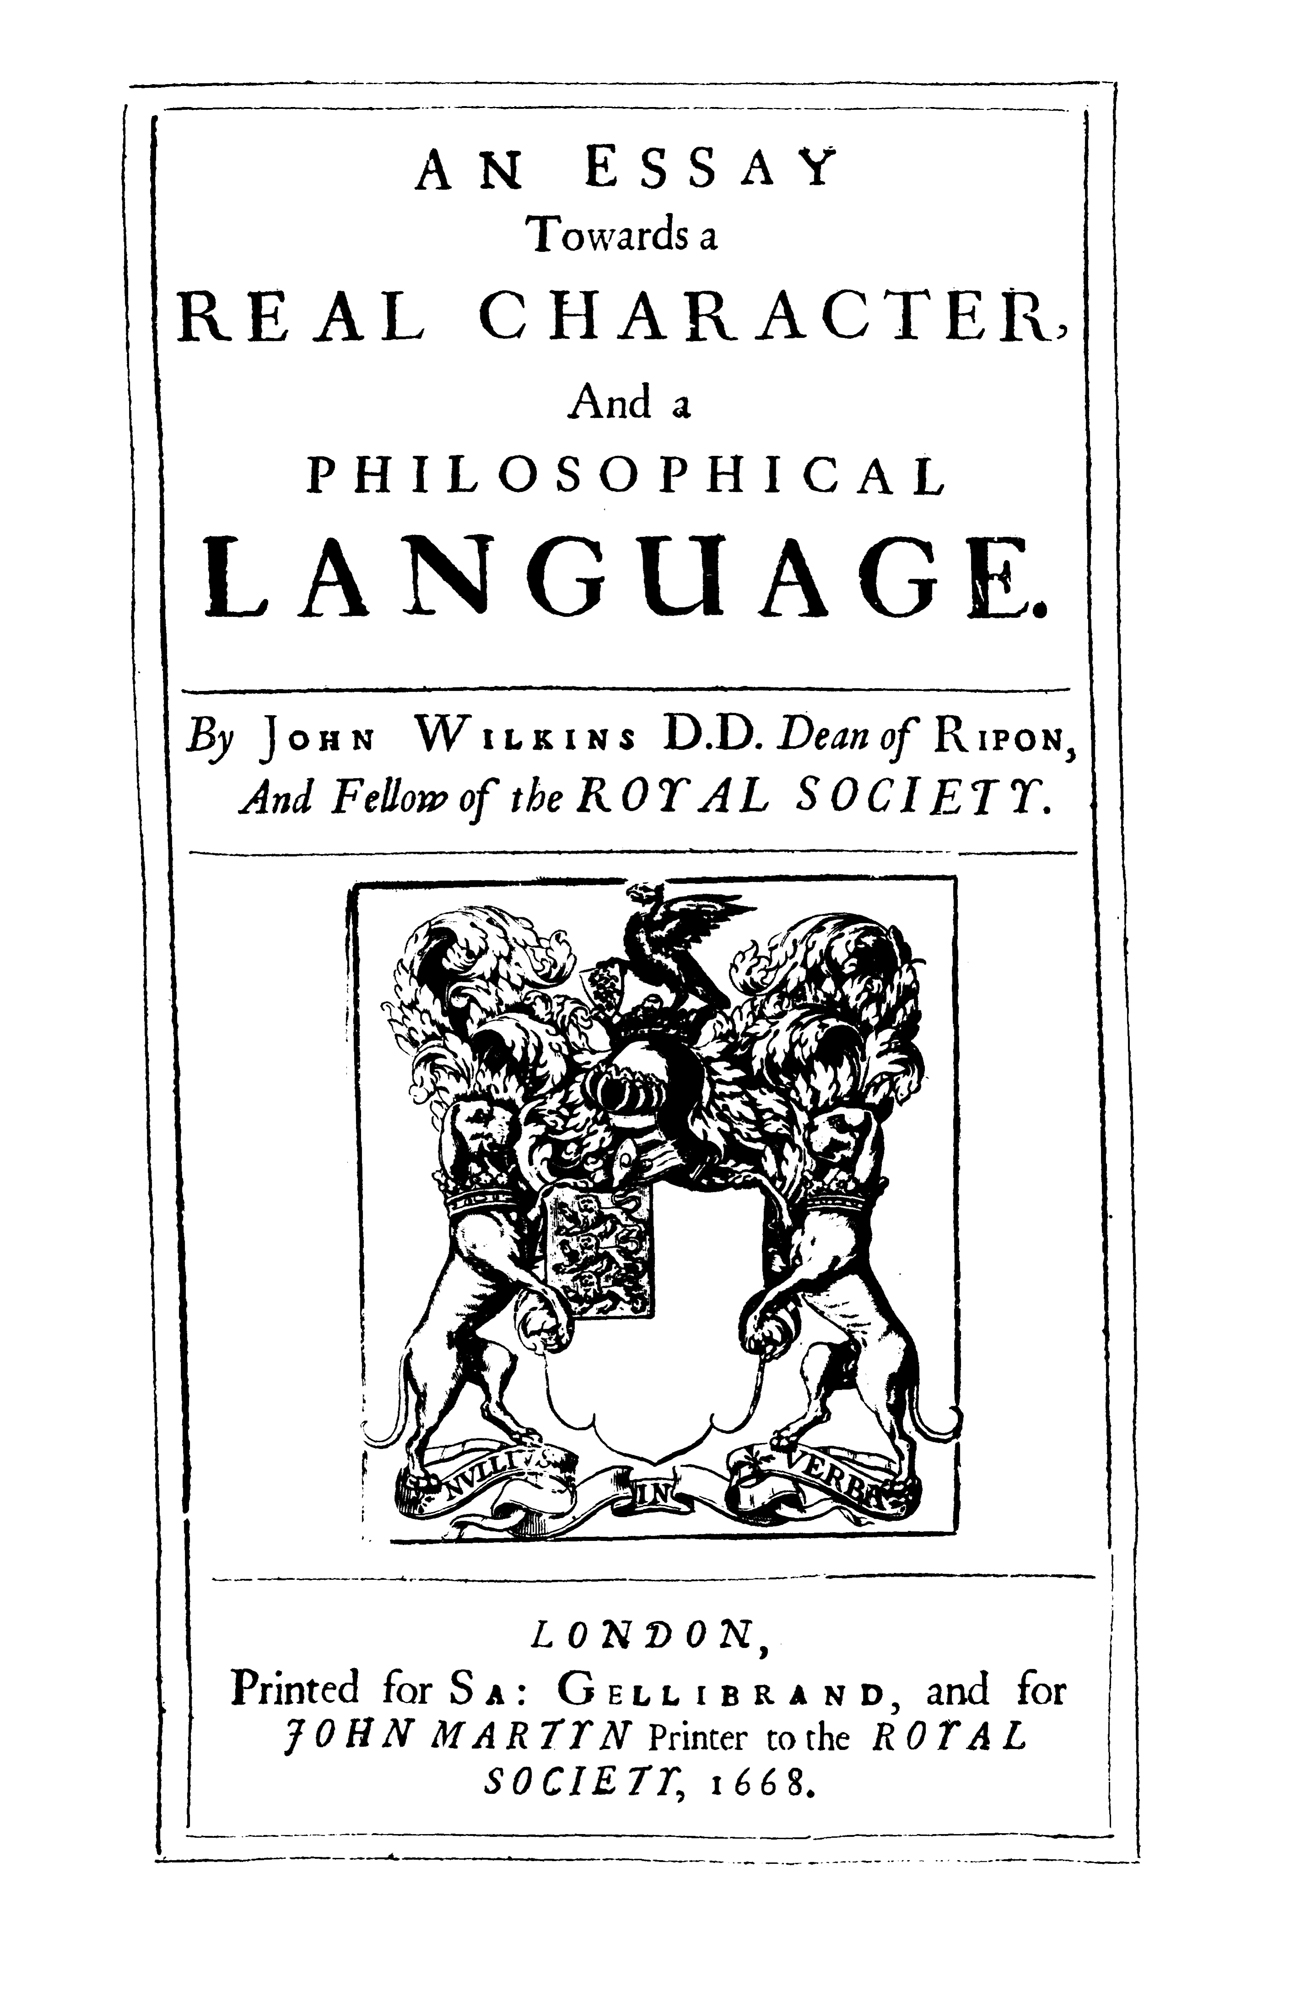 AN ESSAY
Towards a
REAL CHARACTER,
And a
PHILOSOPHICAL
LANGUAGE.
By JOHN WILKINS D.D. Dean of RIPON,
And Fellow of the ROYAL SOCIETY.
NVLLIVS IN VERBA
LONDON,
Printed for SA: GELLIBRAND, and for
JOHN MARTYN Printer to the ROYAL
SOCIETY, 1668.